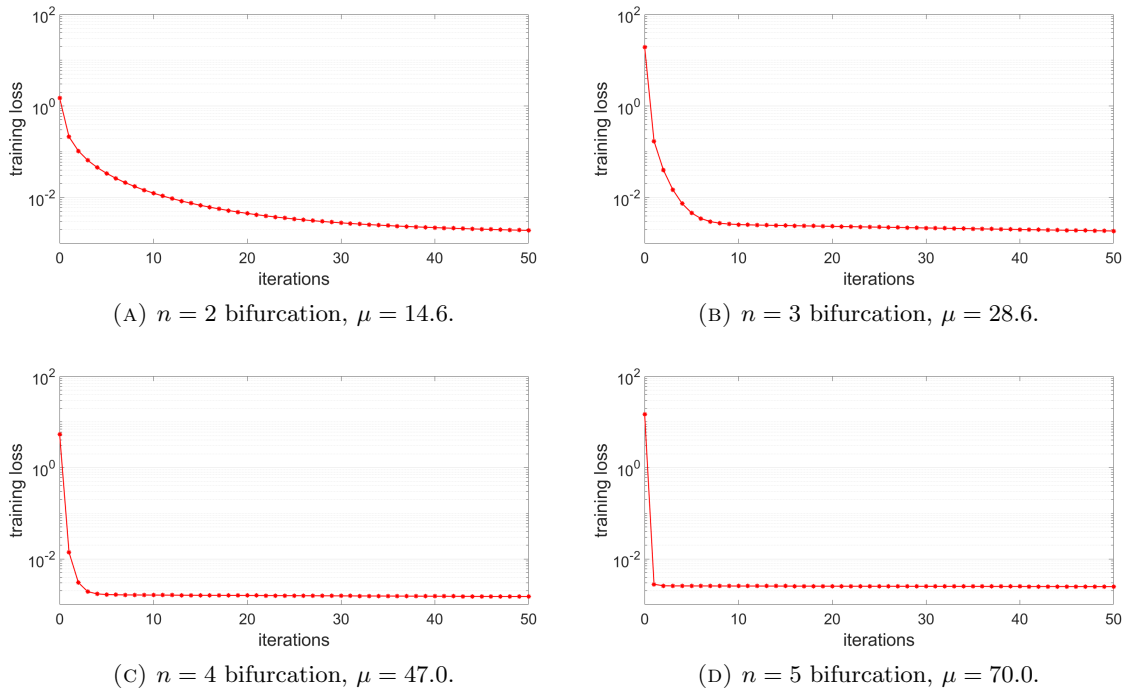 10^2
10^0
10^-2
training loss
0 10 20 30 40 50
iterations
(A) n = 2 bifurcation, μ = 14.6.
10^2
10^0
10^-2
training loss
0 10 20 30 40 50
iterations
(B) n = 3 bifurcation, μ = 28.6.
10^2
10^0
10^-2
training loss
0 10 20 30 40 50
iterations
(C) n = 4 bifurcation, μ = 47.0.
10^2
10^0
10^-2
training loss
0 10 20 30 40 50
iterations
(D) n = 5 bifurcation, μ = 70.0.